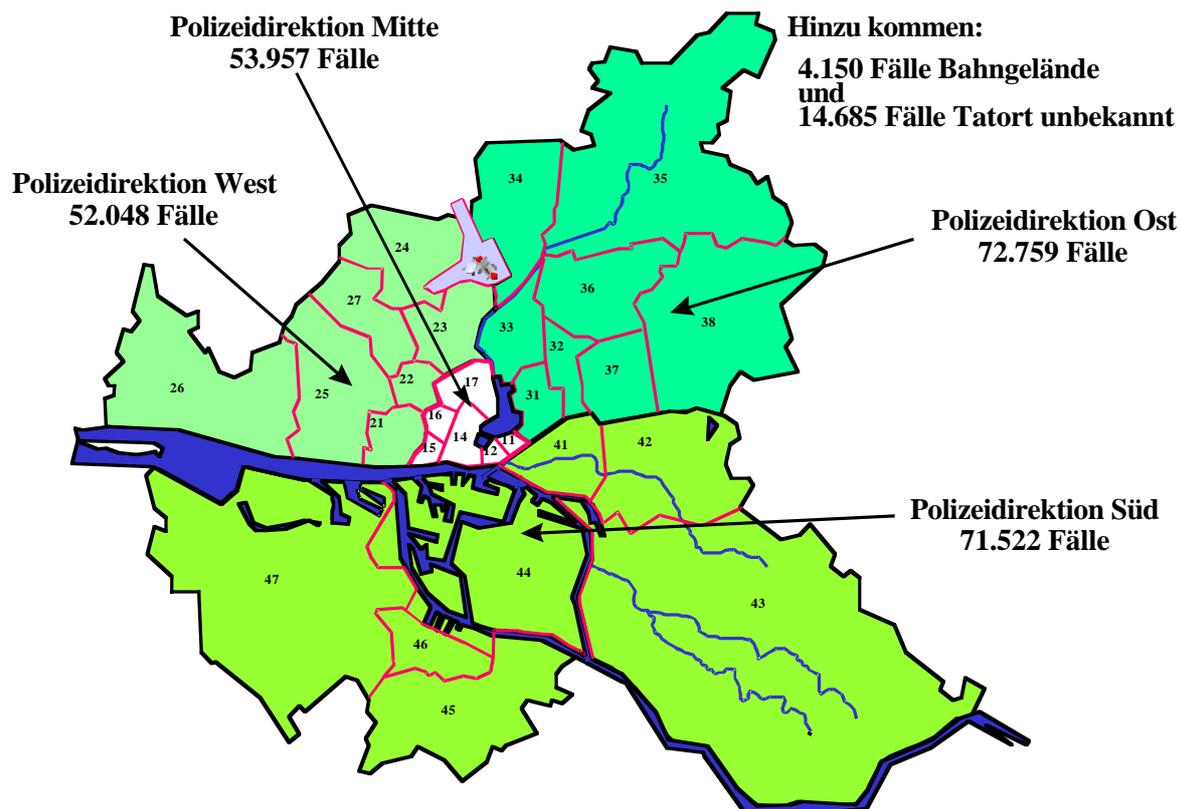 Polizeidirektion Mitte
53.957 Fälle
Hinzu kommen:
4.150 Fälle Bahngelände
und
14.685 Fälle Tatort unbekannt
Polizeidirektion West
52.048 Fälle
34
35
Polizeidirektion Ost
72.759 Fälle
24
27
23
33
36
38
32
37
26
25
22
17
31
21
16
15
14
12
11
41
42
Polizeidirektion Süd
71.522 Fälle
47
44
43
46
45